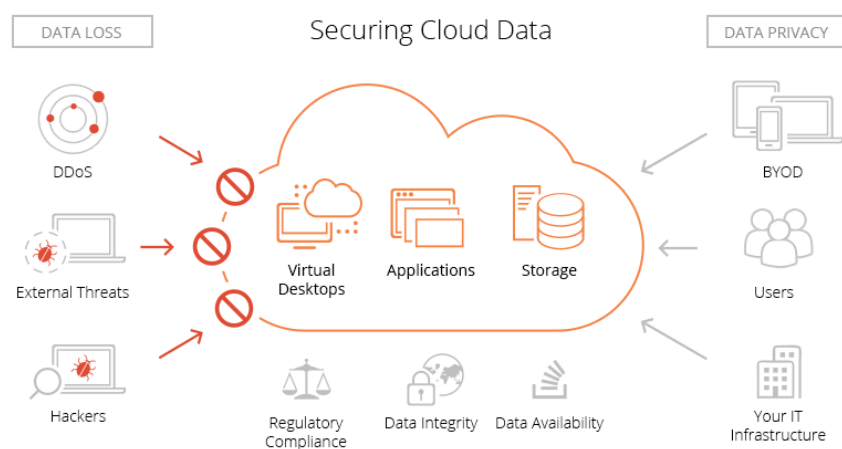 DATA LOSS
Securing Cloud Data
DATA PRIVACY
DDoS
BYOD
External Threats
Virtual
Desktops
Applications
Storage
Users
Hackers
Regulatory
Compliance
Data Integrity
Data Availability
Your IT
Infrastructure